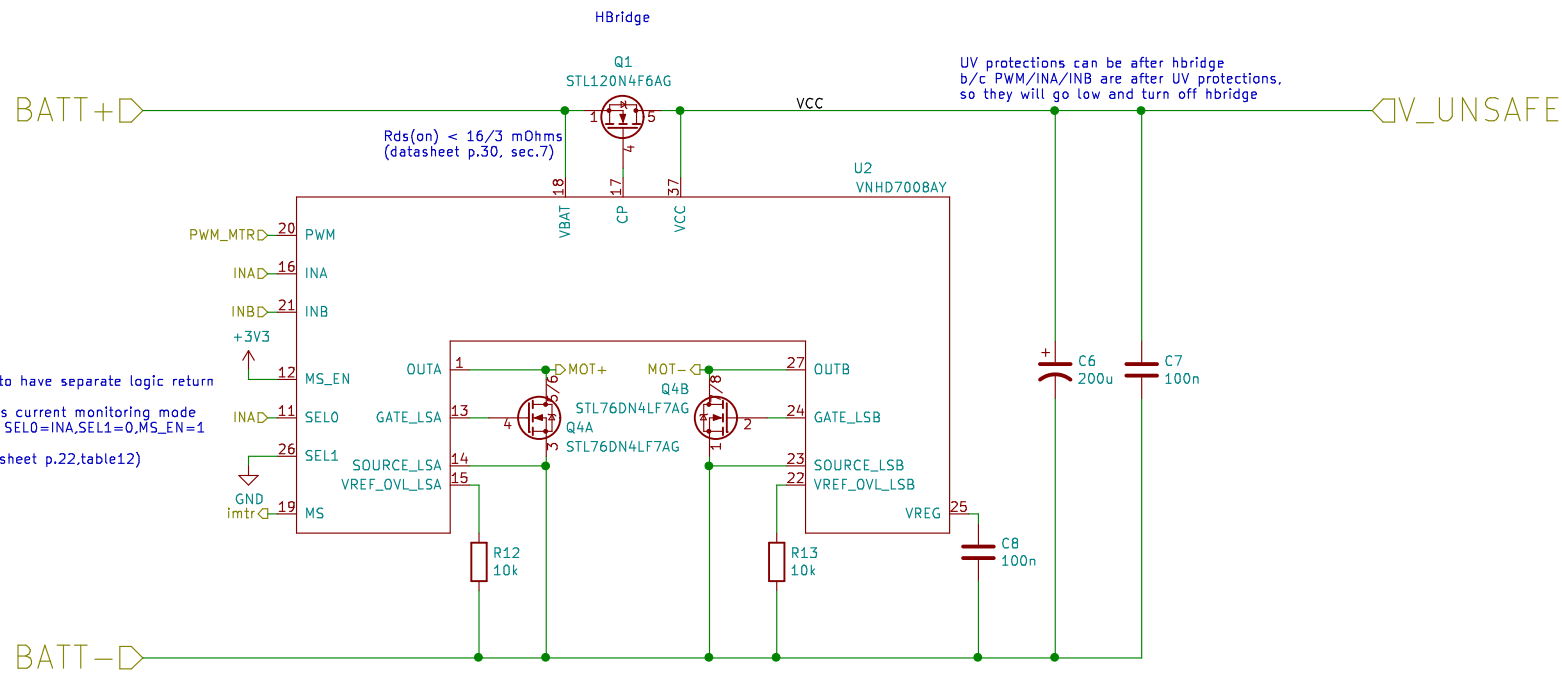 HBridge
Q1
STL120N4F6AG
UV protections can be after hbridge
b/c PWM/INA/INB are after UV protections,
so they will go low and turn off hbridge
BATT+
1
5
4
VCC
V_UNSAFE
Rds(on) < 16/3 mOhms
(datasheet p.30, sec.7)
U2
VNHD7008AY
18
17
37
VBAT
CP
VCC
PWM_MTR
20
PWM
INA
16
INA
INB
21
INB
+3V3
12
MS_EN
to have separate logic return
s current monitoring mode
SEL0=INA,SEL1=0,MS_EN=1
sheet p.22,table12)
INA
11
SEL0
26
SEL1
GND
imtr
19
MS
OUTA
1
MOT+
MOT-
27
OUTB
5/6
7/8
Q4B
STL76DN4LF7AG
GATE_LSA
13
4
3
Q4A
STL76DN4LF7AG
2
1
24
GATE_LSB
SOURCE_LSA
14
23
SOURCE_LSB
VREF_OVL_LSA
15
22
VREF_OVL_LSB
VREG
25
C6
200u
C7
100n
R12
10k
R13
10k
C8
100n
BATT-